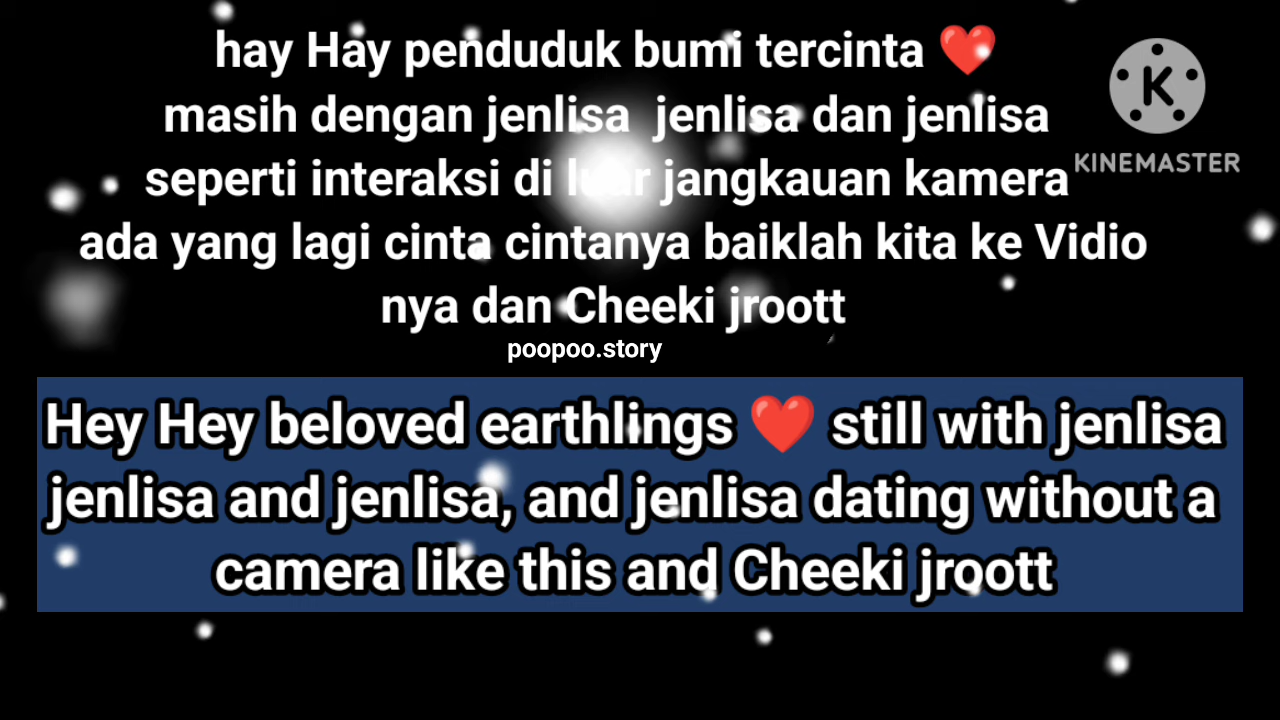 hay Hay penduduk bumi tercinta ❤️
masih dengan jenlisa jenlisa dan jenlisa
seperti interaksi di luar jangkauan kamera
ada yang lagi cinta cintanya baiklah kita ke Vidio
nya dan Cheeki jroott
poopoo.story
Hey Hey beloved earthlings ❤️ still with jenlisa
jenlisa and jenlisa, and jenlisa dating without a
camera like this and Cheeki jroott
K
KINEMASTER